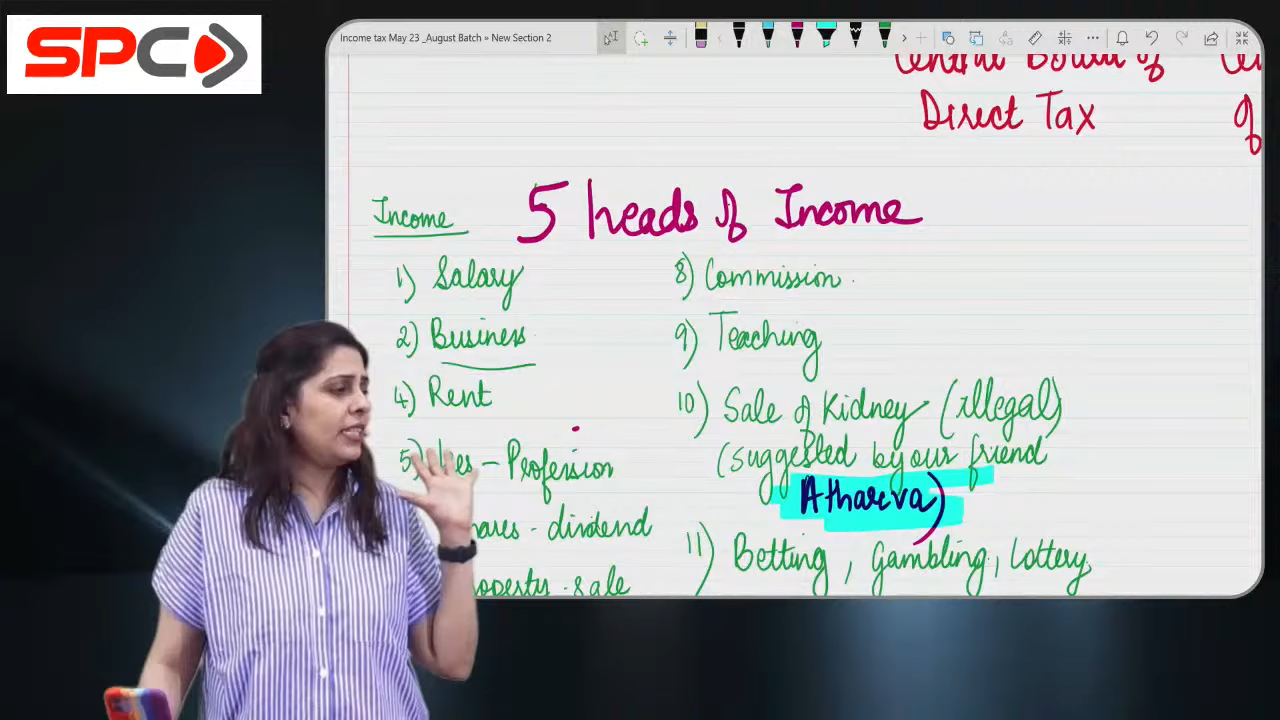 SPC
Income tax May 23 _August Batch » New Section 2
Direct Tax
5 heads of Income
Income
1) Salary
2) Business
4) Rent
5)
- Profession
- dividend
- sale
8) Commission
9) Teaching
10) Sale of Kidney (illegal)
(suggested by our friend
Atharva)
11) Betting, Gambling, Lottery,